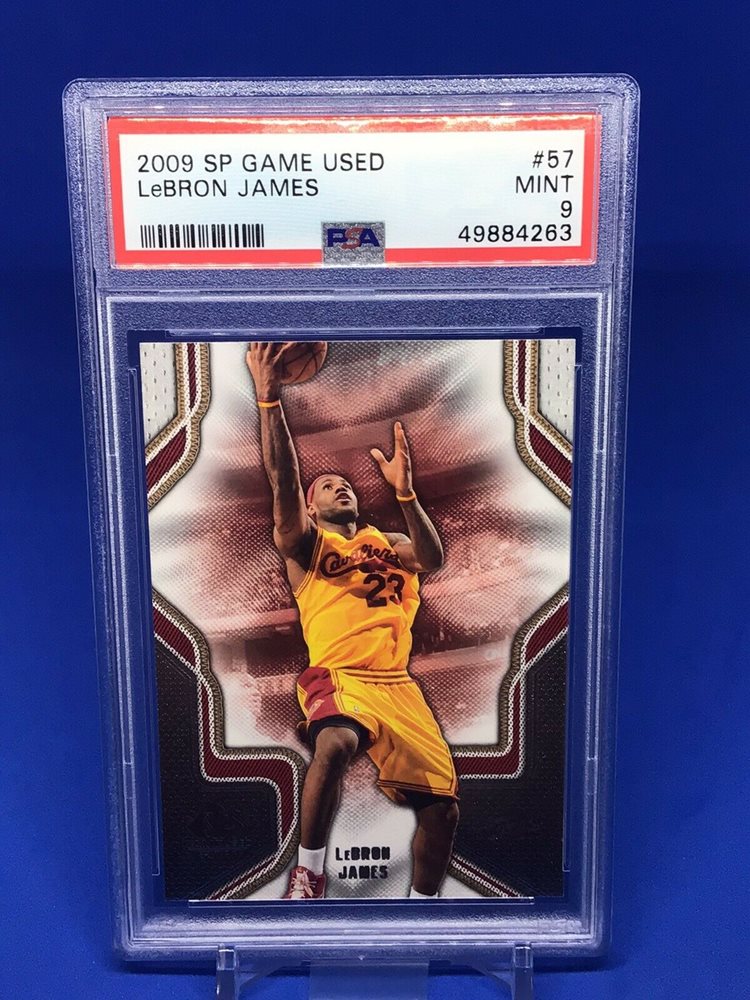 2009 SP GAME USED #57
LeBRON JAMES MINT
9
PSA 49884263
Cavaliers
23
LEBRON
JAMES